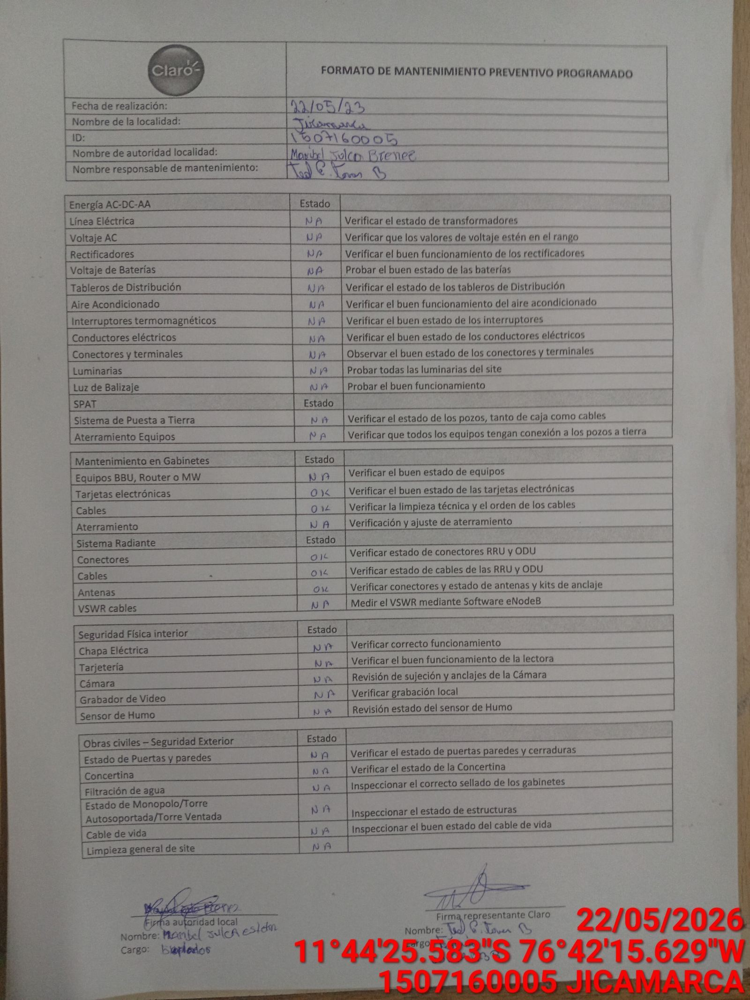 Claro
FORMATO DE MANTENIMIENTO PREVENTIVO PROGRAMADO
Fecha de realización: 22/05/23
Nombre de la localidad: Jicamarca
ID: 1507160005
Nombre de autoridad localidad: Maribel Julca
Nombre responsable de mantenimiento: Ted E. Tovar B
Energía AC-DC-AA Estado
Línea Eléctrica NA Verificar el estado de transformadores
Voltaje AC NA Verificar que los valores de voltaje estén en el rango
Rectificadores NA Verificar el buen funcionamiento de los rectificadores
Voltaje de Baterías NA Probar el buen estado de las baterías
Tableros de Distribución NA Verificar el estado de los tableros de Distribución
Aire Acondicionado NA Verificar el buen funcionamiento del aire acondicionado
Interruptores termomagnéticos NA Verificar el buen estado de los interruptores
Conductores eléctricos NA Verificar el buen estado de los conductores eléctricos
Conectores y terminales NA Observar el buen estado de los conectores y terminales
Luminarias NA Probar todas las luminarias del site
Luz de Balizaje NA Probar el buen funcionamiento
SPAT Estado
Sistema de Puesta a Tierra NA Verificar el estado de los pozos, tanto de caja como cables
Aterramiento Equipos NA Verificar que todos los equipos tengan conexión a los pozos a tierra
Mantenimiento en Gabinetes Estado
Equipos BBU, Router o MW NA Verificar el buen estado de equipos
Tarjetas electrónicas OK Verificar el buen estado de las tarjetas electrónicas
Cables OK Verificar la limpieza técnica y el orden de los cables
Aterramiento NA Verificación y ajuste de aterramiento
Sistema Radiante Estado
Conectores OK Verificar estado de conectores RRU y ODU
Cables OK Verificar estado de cables de las RRU y ODU
Antenas OK Verificar conectores y estado de antenas y kits de anclaje
VSWR cables NA Medir el VSWR mediante Software eNodeB
Seguridad Física interior Estado
Chapa Eléctrica NA Verificar correcto funcionamiento
Tarjetería NA Verificar el buen funcionamiento de la lectora
Cámara NA Revisión de sujeción y anclajes de la Cámara
Grabador de Video NA Verificar grabación local
Sensor de Humo NA Revisión estado del sensor de Humo
Obras civiles – Seguridad Exterior Estado
Estado de Puertas y paredes NA Verificar el estado de puertas paredes y cerraduras
Concertina NA Verificar el estado de la Concertina
Filtración de agua NA Inspeccionar el correcto sellado de los gabinetes
Estado de Monopolo/Torre
Autosoportada/Torre Ventada NA Inspeccionar el estado de estructuras
Cable de vida NA Inspeccionar el buen estado del cable de vida
Limpieza general de site NA
Firma autoridad local
Nombre: Maribel Julca
Cargo:
Firma representante Claro
Nombre: Ted E. Tovar B
Cargo
22/05/2026
11°44'25.583"S 76°42'15.629"W
1507160005 JICAMARCA